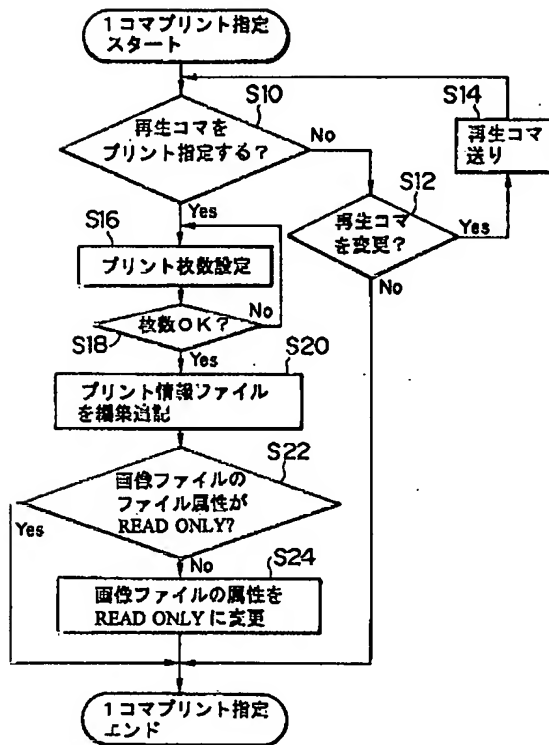 1コマプリント指定
スタート
S10
再生コマを
プリント指定する？
No
S14
再生コマ
送り
S12
再生コマ
を変更？
Yes
No
Yes
S16
プリント枚数設定
枚数OK？
No
S18
Yes
S20
プリント情報ファイル
を編集追記
S22
画像ファイルの
ファイル属性が
READ ONLY?
Yes
No
S24
画像ファイルの属性を
READ ONLYに変更
1コマプリント指定
エンド